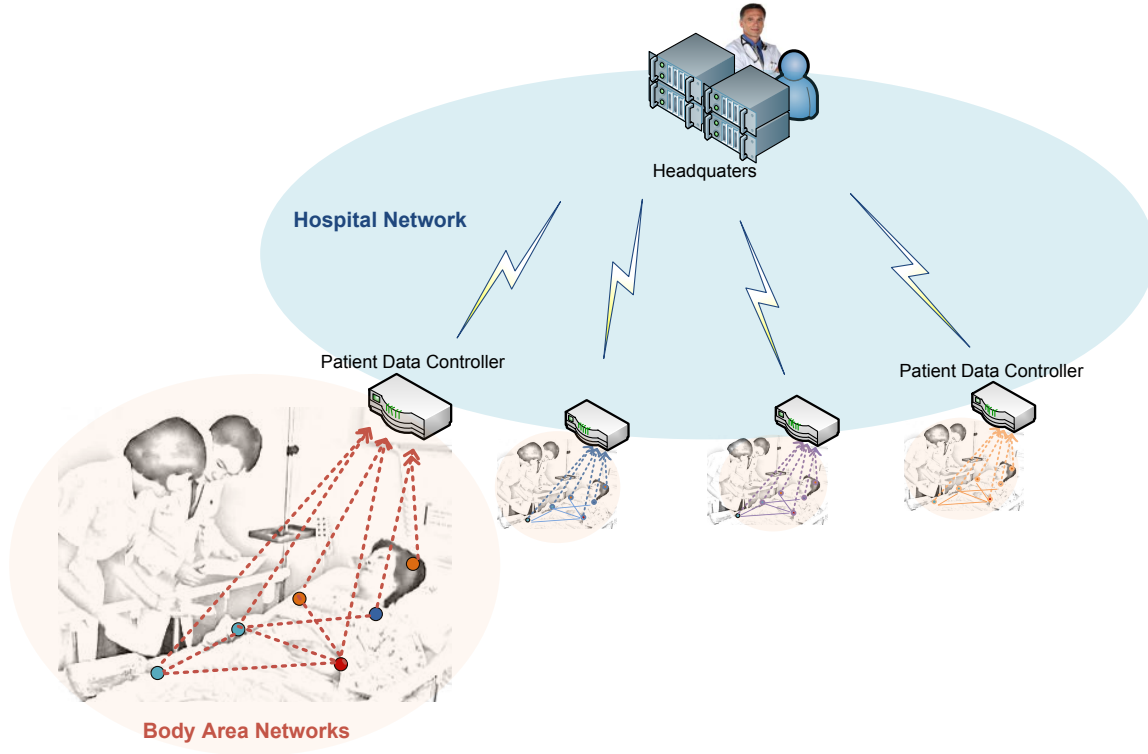 Headquaters
Hospital Network
Patient Data Controller
Patient Data Controller
Body Area Networks